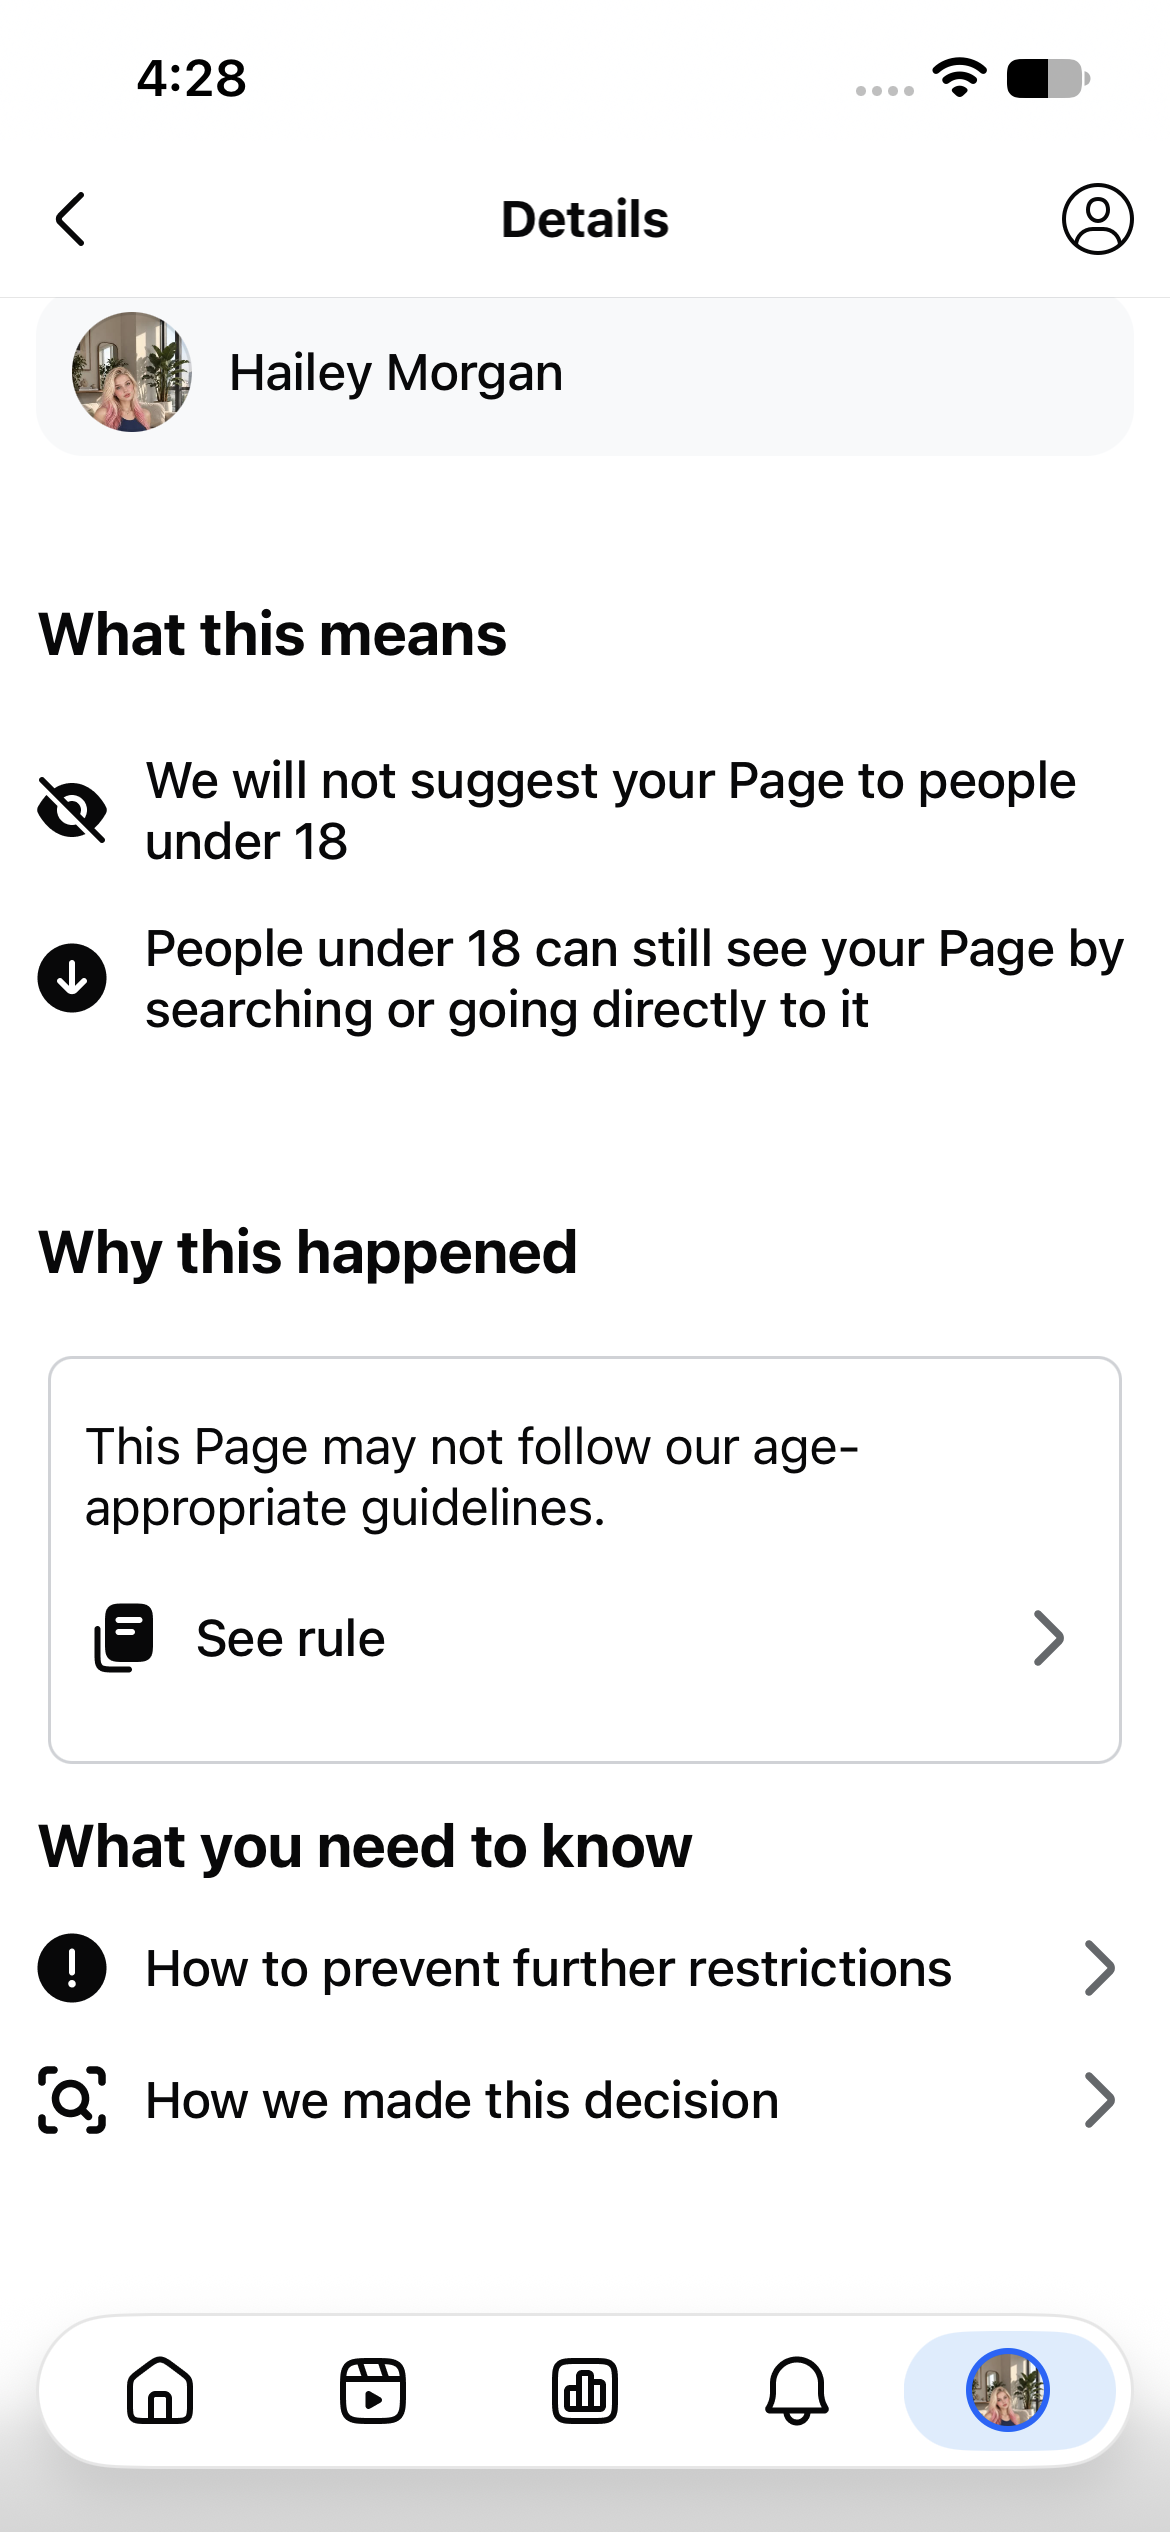 4:28
Details
Hailey Morgan
What this means
We will not suggest your Page to people
under 18
People under 18 can still see your Page by
searching or going directly to it
Why this happened
This Page may not follow our age-
appropriate guidelines.
See rule
What you need to know
How to prevent further restrictions
How we made this decision